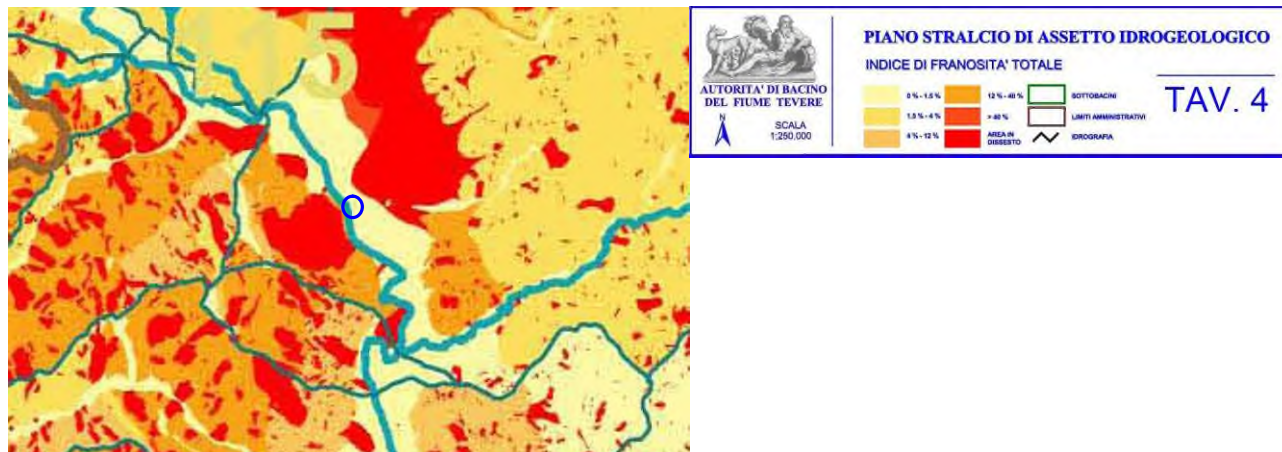 15
PIANO STRALCIO DI ASSETTO IDROGEOLOGICO
INDICE DI FRANOSITA' TOTALE
AUTORITA' DI BACINO
DEL FIUME TEVERE
N
SCALA
1:250.000
0 % - 1.5 %
12 % - 40 %
SOTTOBACINI
1.5 % - 4 %
> 40 %
LIMITI AMMINISTRATIVI
4 % - 12 %
AREA IN
DISSESTO
IDROGRAFIA
TAV. 4